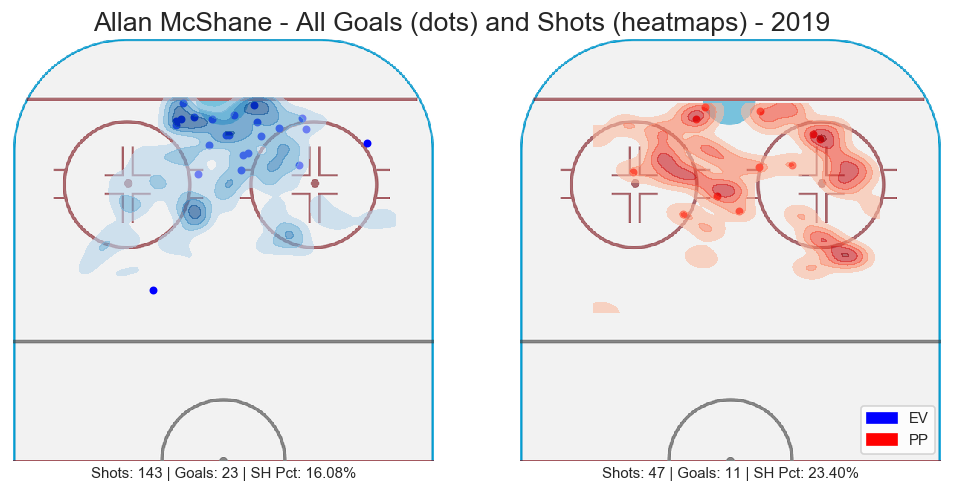 Allan McShane - All Goals (dots) and Shots (heatmaps) - 2019
EV
PP
Shots: 143 | Goals: 23 | SH Pct: 16.08%
Shots: 47 | Goals: 11 | SH Pct: 23.40%